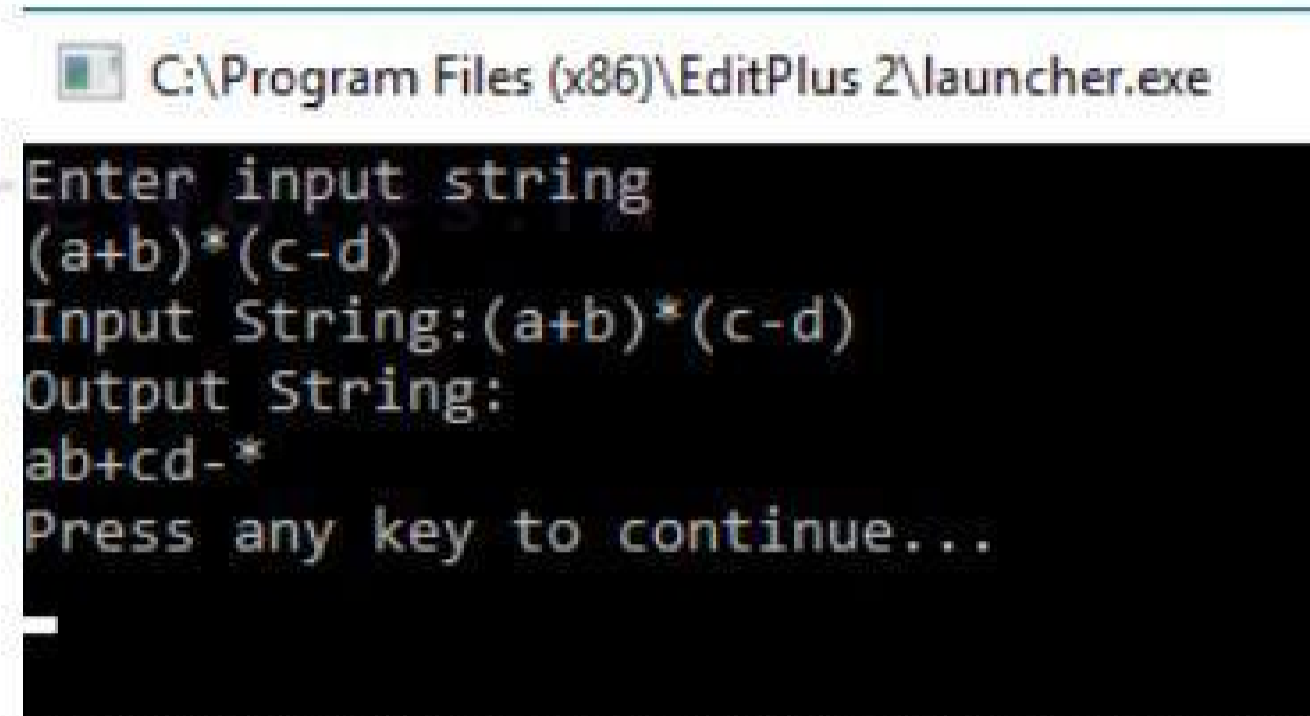 C:\Program Files (x86)\EditPlus 2\launcher.exe
Enter input string
(a+b)*(c-d)
Input String:(a+b)*(c-d)
Output String:
ab+cd-*
Press any key to continue...